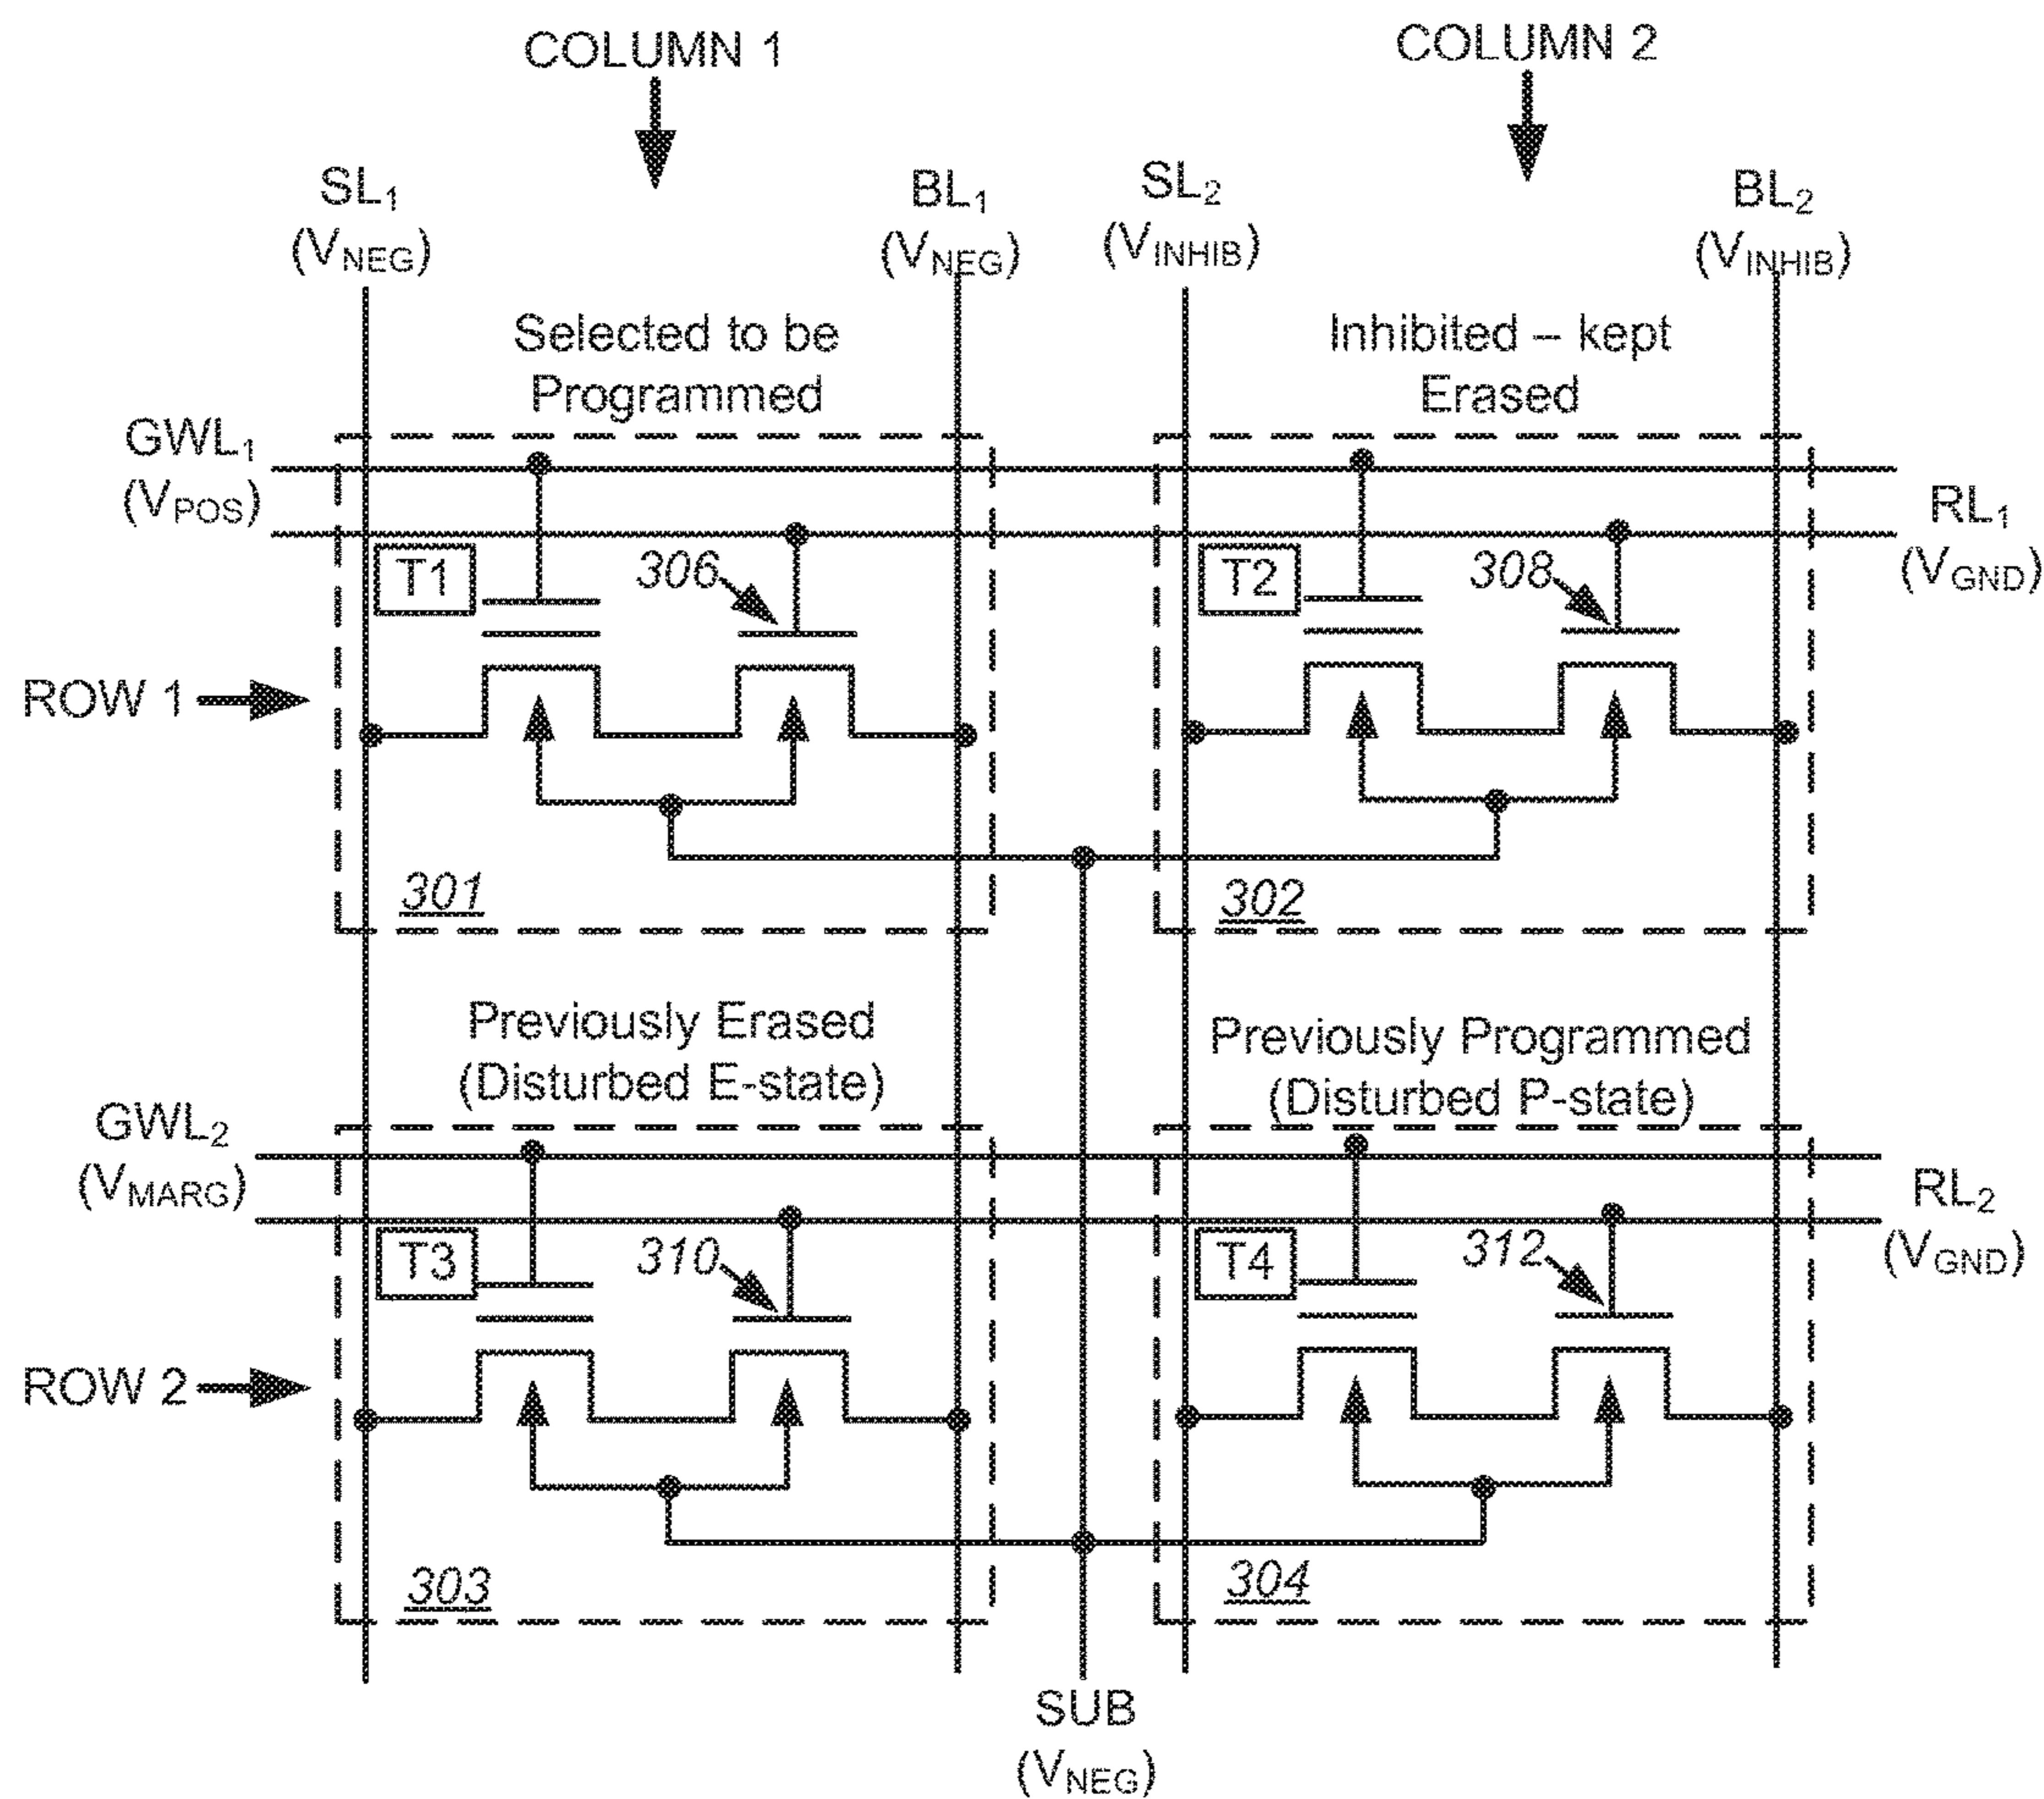 COLUMN 1
COLUMN 2
SL1
(VNEG)
BL1
(VNEG)
SL2
(VINHIB)
BL2
(VINHIB)
Selected to be
Programmed
Inhibited – kept
Erased
GWL1
(VPOS)
RL1
(VGND)
T1
306
T2
308
ROW 1
301
302
Previously Erased
(Disturbed E-state)
Previously Programmed
(Disturbed P-state)
GWL2
(VMARG)
RL2
(VGND)
T3
310
T4
312
ROW 2
303
304
SUB
(VNEG)